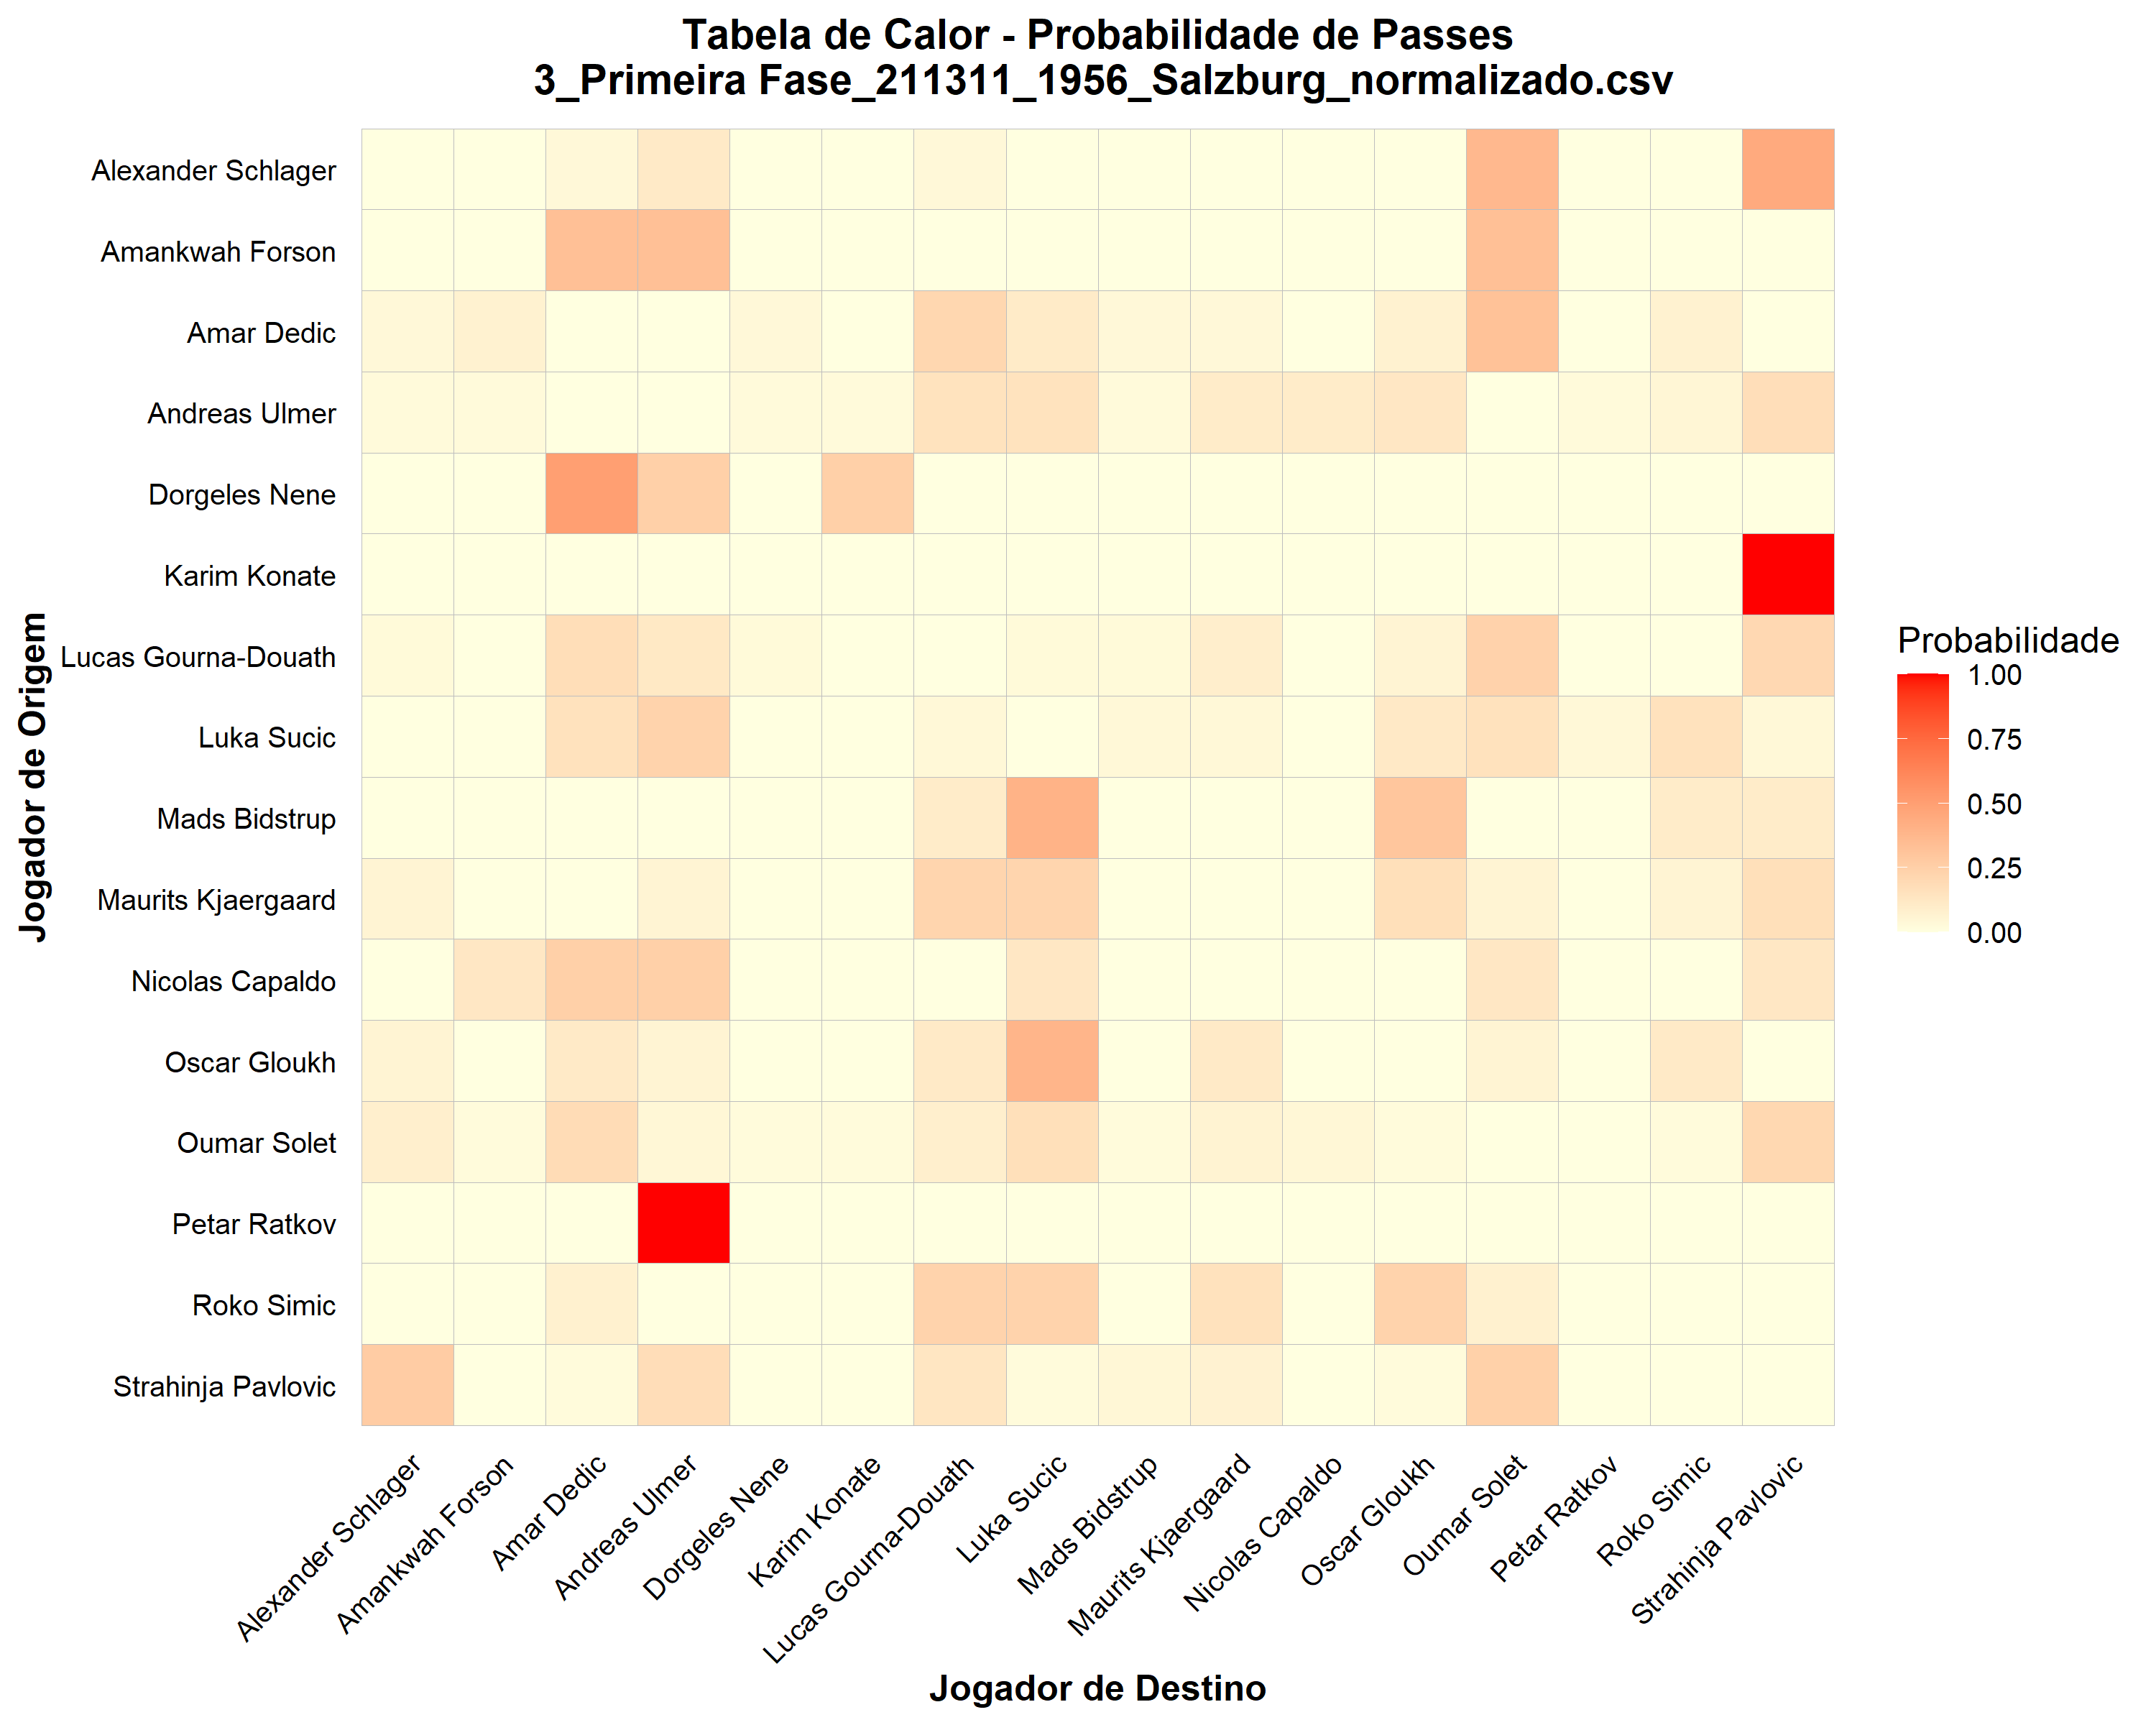 Tabela de Calor - Probabilidade de Passes
3_Primeira Fase_211311_1956_Salzburg_normalizado.csv
Jogador de Origem
Alexander Schlager
Amankwah Forson
Amar Dedic
Andreas Ulmer
Dorgeles Nene
Karim Konate
Lucas Gourna-Douath
Luka Sucic
Mads Bidstrup
Maurits Kjaergaard
Nicolas Capaldo
Oscar Gloukh
Oumar Solet
Petar Ratkov
Roko Simic
Strahinja Pavlovic
Alexander Schlager
Amankwah Forson
Amar Dedic
Andreas Ulmer
Dorgeles Nene
Karim Konate
Lucas Gourna-Douath
Luka Sucic
Mads Bidstrup
Maurits Kjaergaard
Nicolas Capaldo
Oscar Gloukh
Oumar Solet
Petar Ratkov
Roko Simic
Strahinja Pavlovic
Jogador de Destino
Probabilidade
1.00
0.75
0.50
0.25
0.00